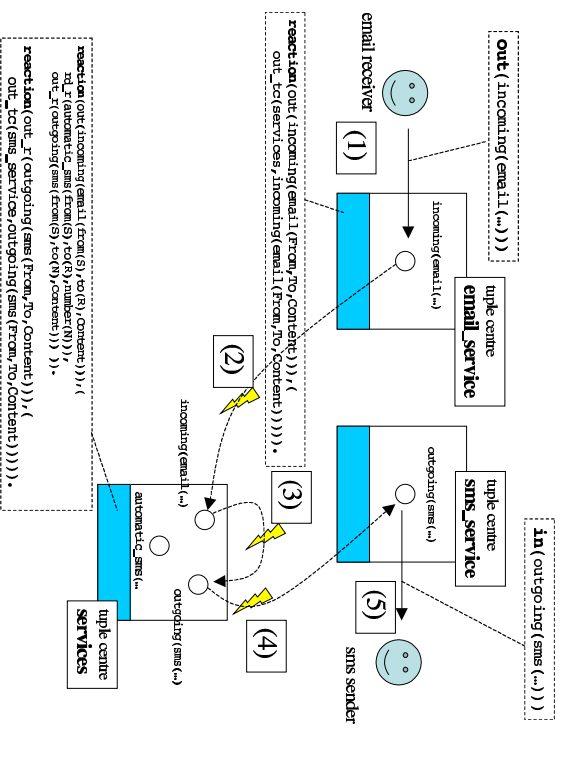 out(incoming(email(…)))
email receiver
(1)
incoming(email(…
tuple centre
email_service
reaction(out(incoming(email(From,To,Content))),(
out_tc(services,incoming(email(From,To,Content))))).
(2)
in(outgoing(sms(…)))
tuple centre
sms_service
outgoing(sms(…
(5)
sms sender
(3)
(4)
incoming(email(…
automatic_sms(…
outgoing(sms(…)
tuple centre
services
reaction(out(incoming(email(from(S),to(R),Content))),(
rd_r(automatic_sms(from(S),to(R),number(N))),
out_r(outgoing(sms(from(S),to(N),Content))) )).
reaction(out_r(outgoing(sms(From,To,Content))),(
out_tc(sms_service,outgoing(sms(From,To,Content))))).